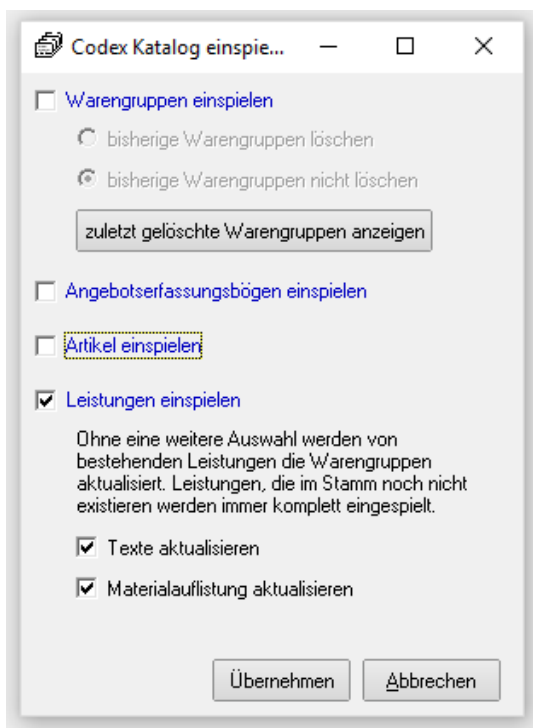 Codex Katalog einspie...
Warengruppen einspielen
bisherige Warengruppen löschen
bisherige Warengruppen nicht löschen
zuletzt gelöschte Warengruppen anzeigen
Angebotserfassungsbögen einspielen
Artikel einspielen
Leistungen einspielen
Ohne eine weitere Auswahl werden von
bestehenden Leistungen die Warengruppen
aktualisiert. Leistungen, die im Stamm noch nicht
existieren werden immer komplett eingespielt.
Texte aktualisieren
Materialauflistung aktualisieren
Übernehmen
Abbrechen